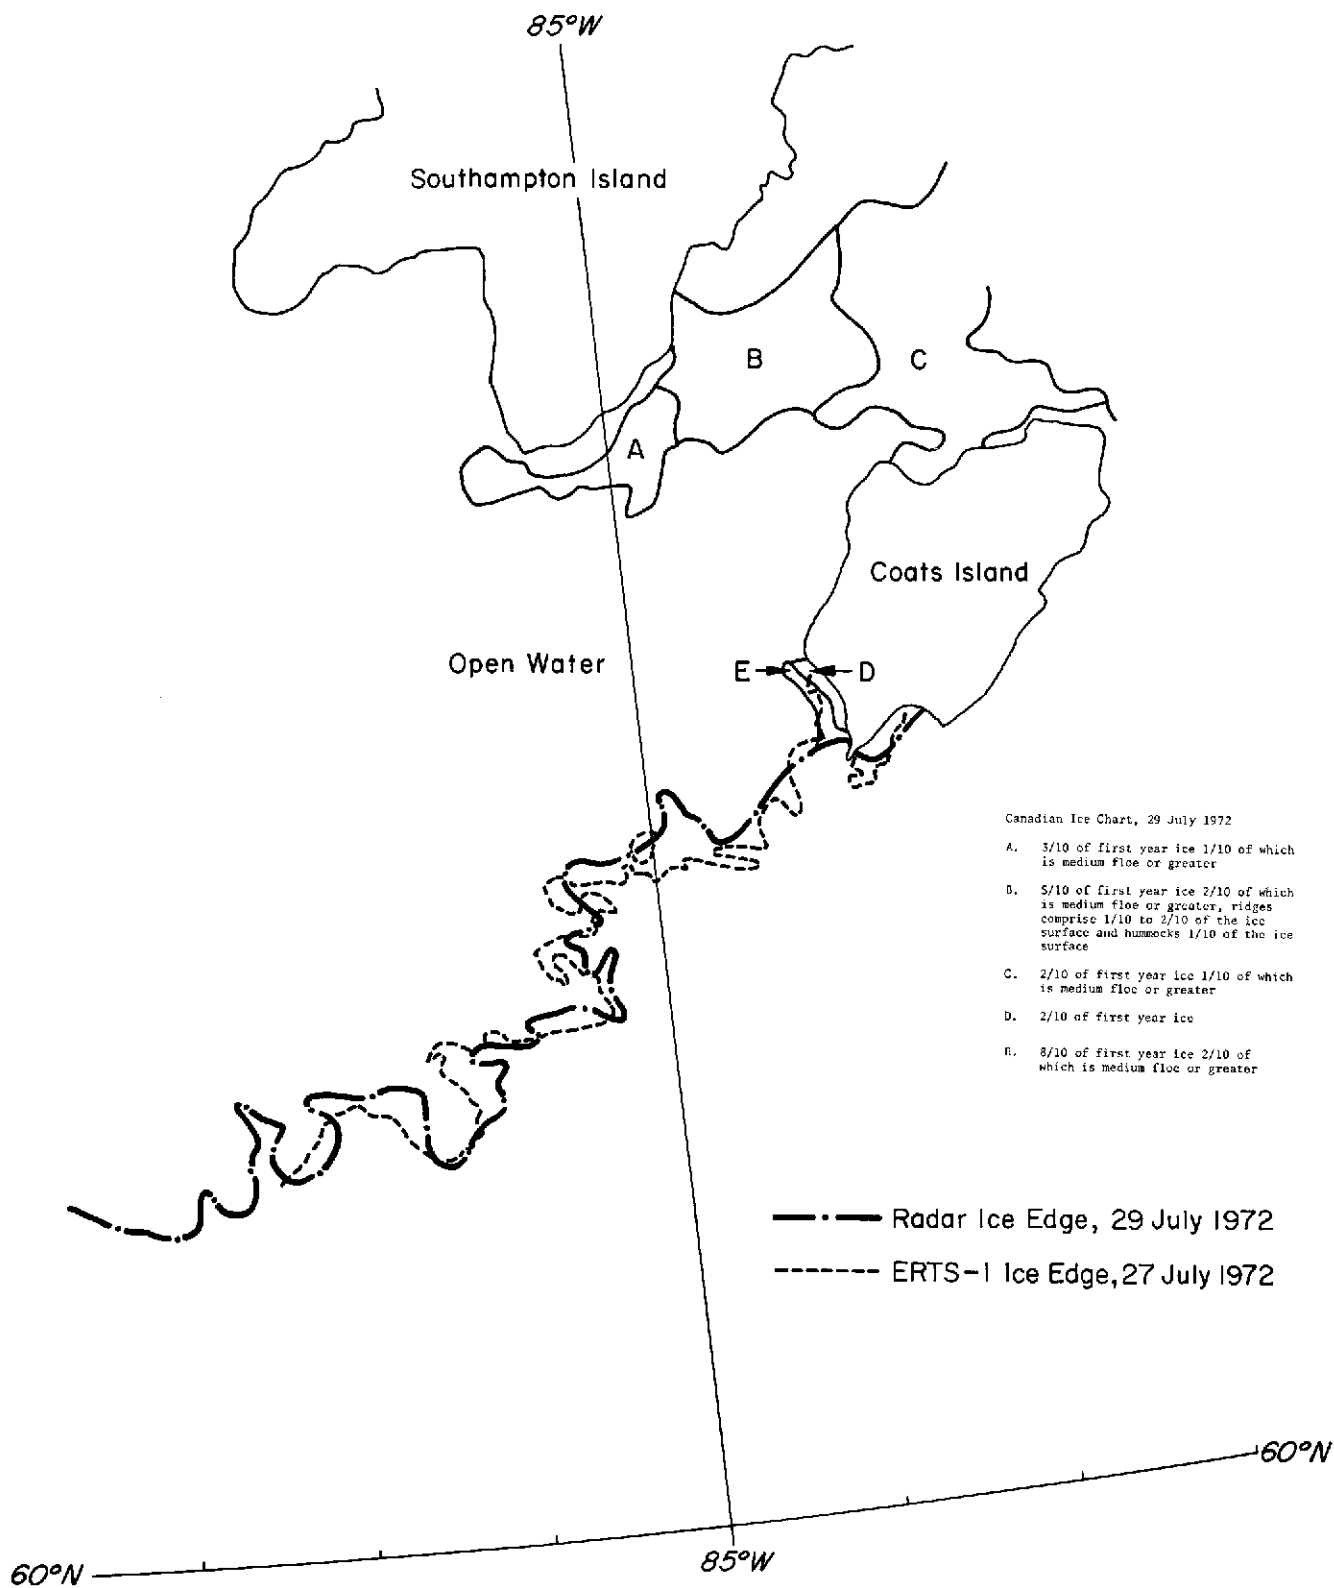 85°W
Southampton Island
B
C
A
Coats Island
Open Water
E
D
Canadian Ice Chart, 29 July 1972
A. 3/10 of first year ice 1/10 of which
is medium floe or greater
B. 5/10 of first year ice 2/10 of which
is medium floe or greater, ridges
comprise 1/10 to 2/10 of the ice
surface and hummocks 1/10 of the ice
surface
C. 2/10 of first year ice 1/10 of which
is medium floe or greater
D. 2/10 of first year ice
E. 8/10 of first year ice 2/10 of
which is medium floe or greater
Radar Ice Edge, 29 July 1972
ERTS-1 Ice Edge, 27 July 1972
60°N
85°W
60°N